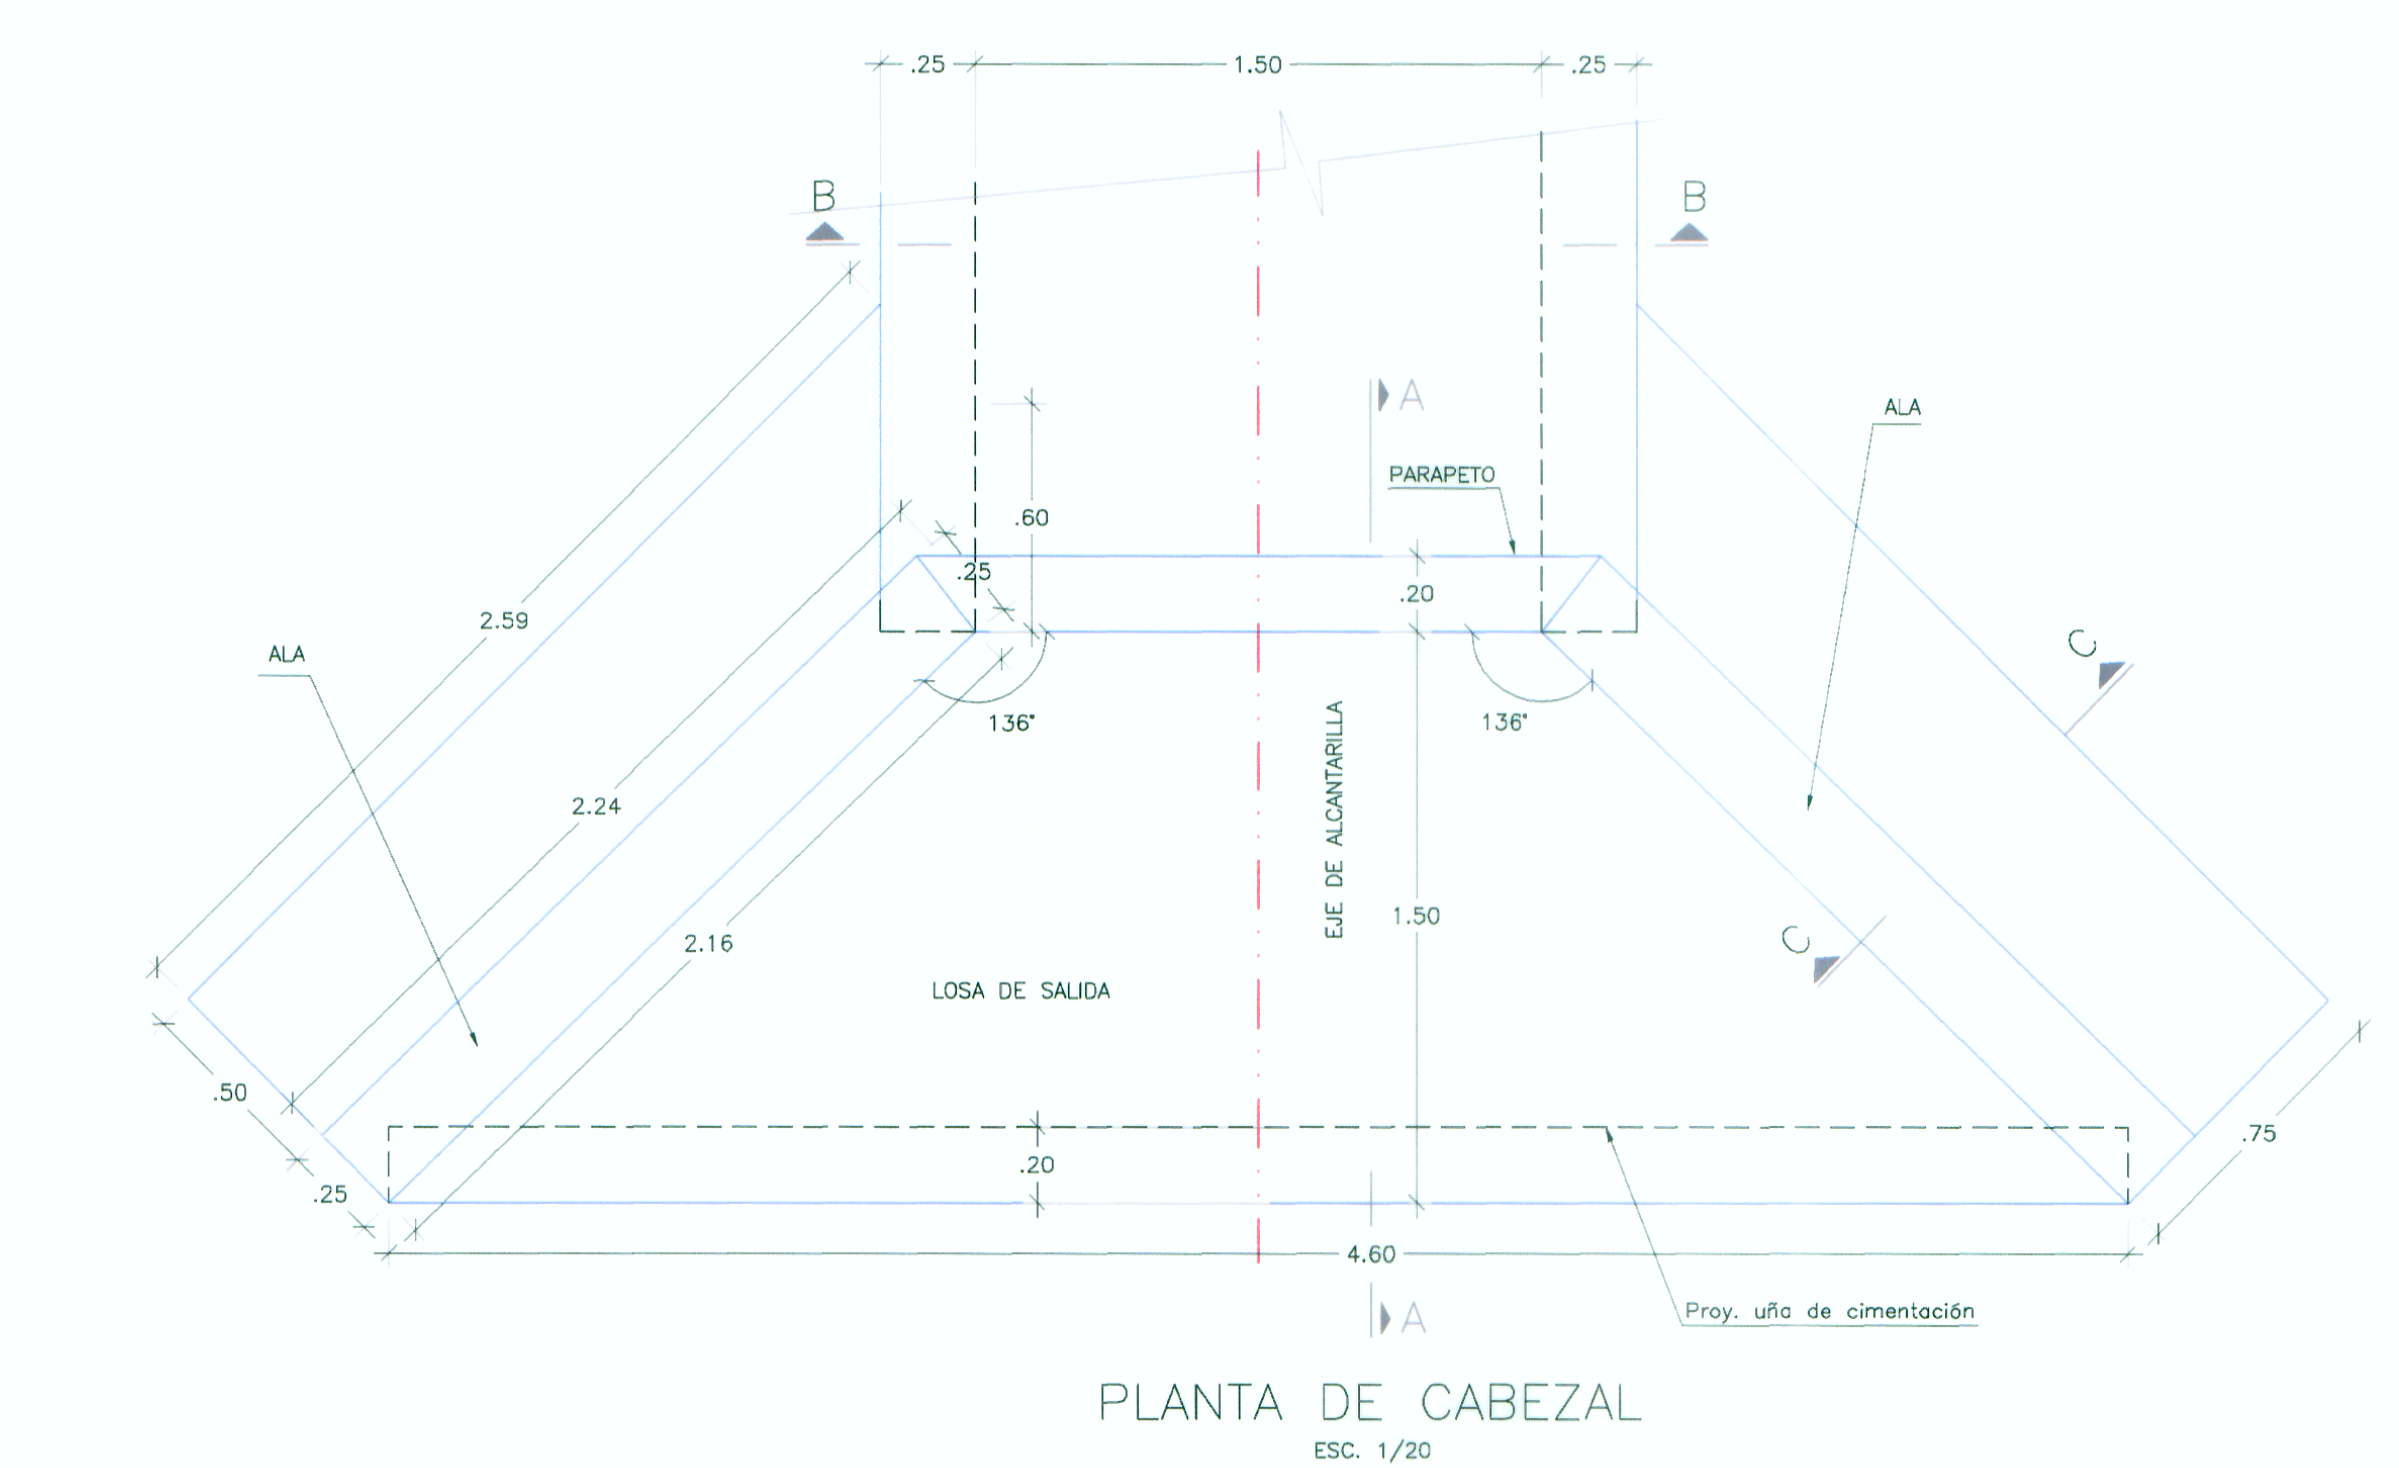 .25
1.50
.25
B
B
A
ALA
PARAPETO
.60
.25
.20
2.59
ALA
C
136°
136°
2.24
EJE DE ALCANTARILLA
1.50
2.16
C
LOSA DE SALIDA
.50
.75
.20
.25
4.60
A
Proy. uña de cimentación
PLANTA DE CABEZAL
ESC. 1/20